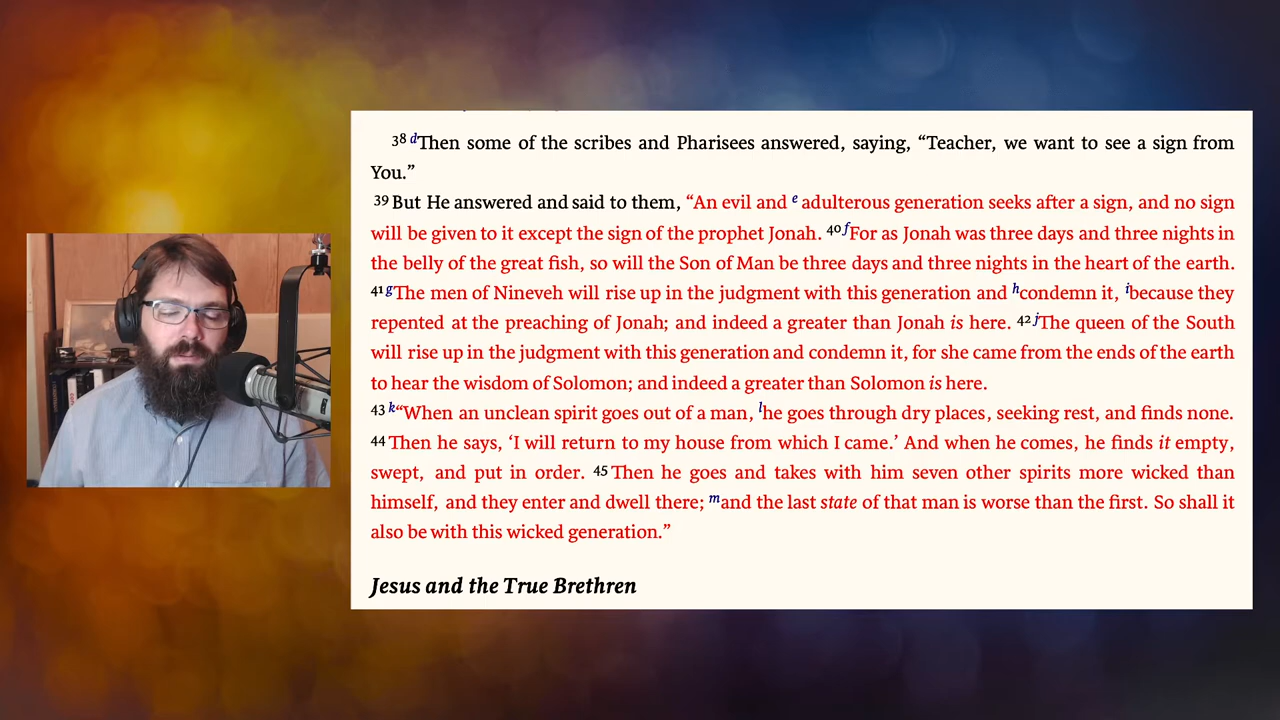 38 dThen some of the scribes and Pharisees answered, saying, “Teacher, we want to see a sign from
You.”
39 But He answered and said to them, “An evil and e adulterous generation seeks after a sign, and no sign
will be given to it except the sign of the prophet Jonah. 40 fFor as Jonah was three days and three nights in
the belly of the great fish, so will the Son of Man be three days and three nights in the heart of the earth.
41 gThe men of Nineveh will rise up in the judgment with this generation and hcondemn it, ibecause they
repented at the preaching of Jonah; and indeed a greater than Jonah is here. 42 jThe queen of the South
will rise up in the judgment with this generation and condemn it, for she came from the ends of the earth
to hear the wisdom of Solomon; and indeed a greater than Solomon is here.
43 k“When an unclean spirit goes out of a man, lhe goes through dry places, seeking rest, and finds none.
44 Then he says, ‘I will return to my house from which I came.’ And when he comes, he finds it empty,
swept, and put in order. 45 Then he goes and takes with him seven other spirits more wicked than
himself, and they enter and dwell there; mand the last state of that man is worse than the first. So shall it
also be with this wicked generation.”
Jesus and the True Brethren